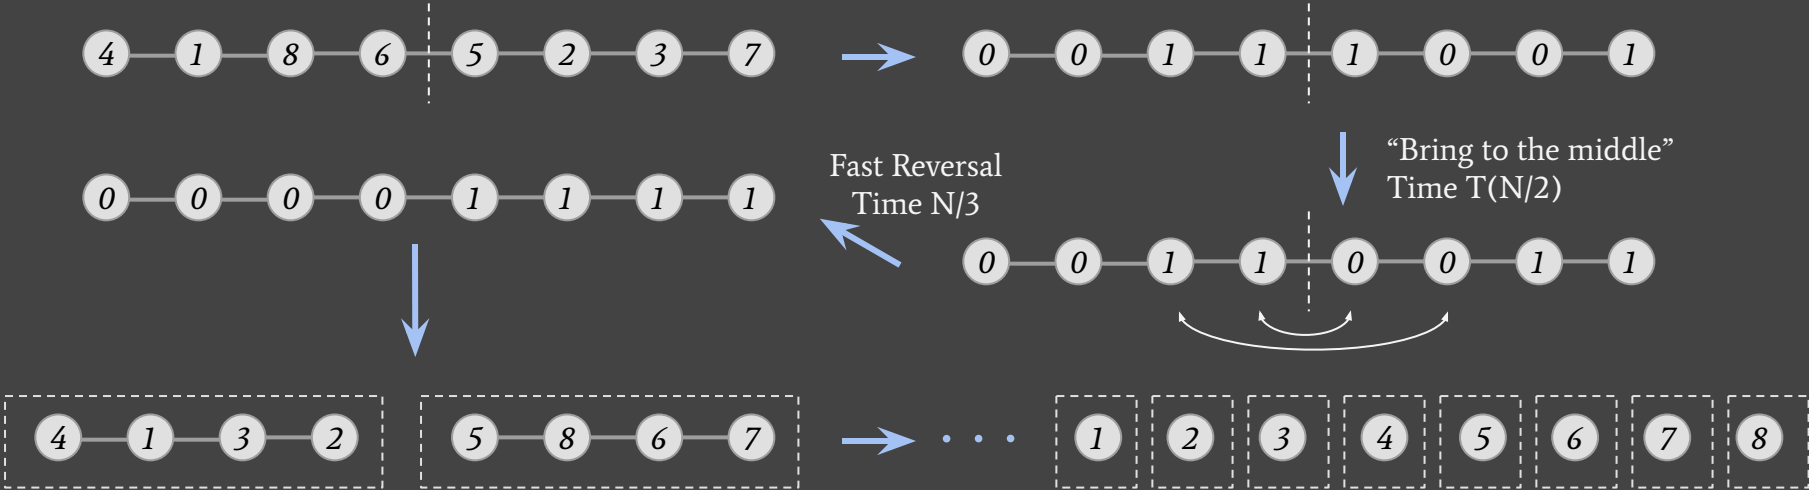 4 1 8 6 5 2 3 7
0 0 1 1 1 0 0 1
“Bring to the middle”
Time T(N/2)
Fast Reversal
Time N/3
0 0 0 0 1 1 1 1
0 0 1 1 0 0 1 1
4 1 3 2
5 8 6 7
. . .
1 2 3 4 5 6 7 8